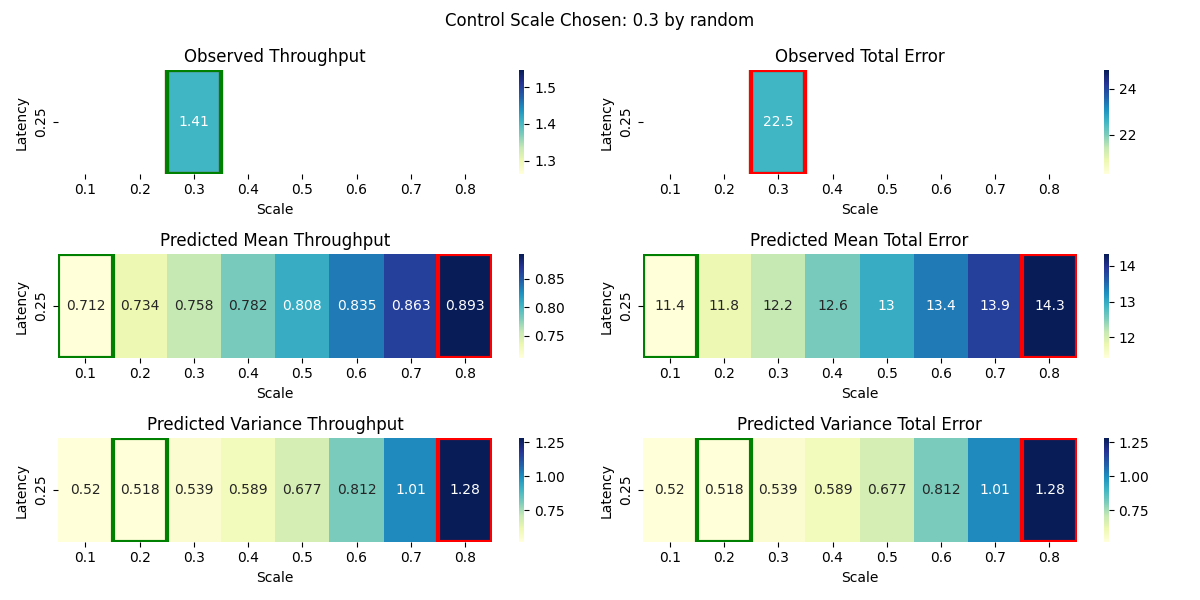 Control Scale Chosen: 0.3 by random
Observed Throughput
Latency
0.25
1.41
0.1 0.2 0.3 0.4 0.5 0.6 0.7 0.8
Scale
1.5
1.4
1.3
Observed Total Error
Latency
0.25
22.5
0.1 0.2 0.3 0.4 0.5 0.6 0.7 0.8
Scale
24
22
Predicted Mean Throughput
Latency
0.25
0.712 0.734 0.758 0.782 0.808 0.835 0.863 0.893
0.1 0.2 0.3 0.4 0.5 0.6 0.7 0.8
Scale
0.85
0.80
0.75
Predicted Mean Total Error
Latency
0.25
11.4 11.8 12.2 12.6 13 13.4 13.9 14.3
0.1 0.2 0.3 0.4 0.5 0.6 0.7 0.8
Scale
14
13
12
Predicted Variance Throughput
Latency
0.25
0.52 0.518 0.539 0.589 0.677 0.812 1.01 1.28
0.1 0.2 0.3 0.4 0.5 0.6 0.7 0.8
Scale
1.25
1.00
0.75
Predicted Variance Total Error
Latency
0.25
0.52 0.518 0.539 0.589 0.677 0.812 1.01 1.28
0.1 0.2 0.3 0.4 0.5 0.6 0.7 0.8
Scale
1.25
1.00
0.75